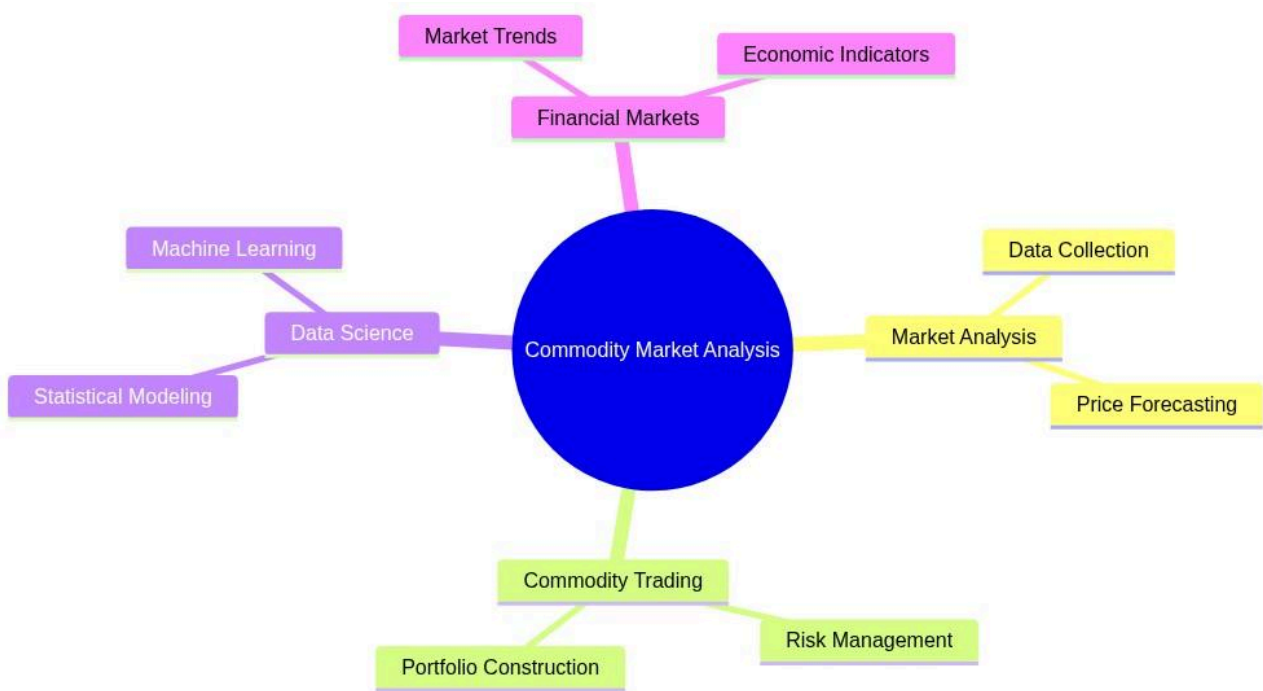 Market Trends
Economic Indicators
Financial Markets
Machine Learning
Data Science
Statistical Modeling
Commodity Market Analysis
Data Collection
Market Analysis
Price Forecasting
Commodity Trading
Portfolio Construction
Risk Management